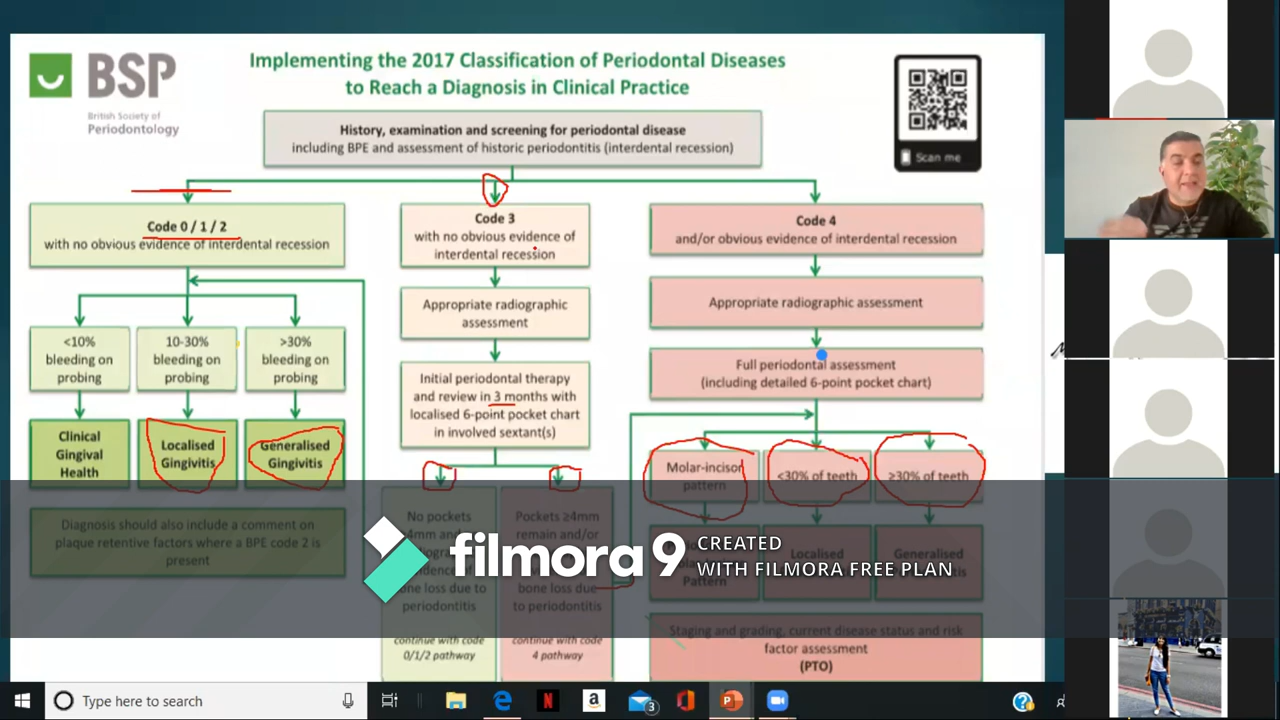 BSP
British Society of
Periodontology
Implementing the 2017 Classification of Periodontal Diseases
to Reach a Diagnosis in Clinical Practice
Scan me
History, examination and screening for periodontal disease
including BPE and assessment of historic periodontitis (interdental recession)
Code 0 / 1 / 2
with no obvious evidence of interdental recession
Code 3
with no obvious evidence of
interdental recession
Code 4
and/or obvious evidence of interdental recession
Appropriate radiographic
assessment
Appropriate radiographic assessment
<10%
bleeding on
probing
10-30%
bleeding on
probing
>30%
bleeding on
probing
Initial periodontal therapy
and review in 3 months with
localised 6-point pocket chart
in involved sextant(s)
Full periodontal assessment
(including detailed 6-point pocket chart)
Clinical
Gingival
Health
Localised
Gingivitis
Generalised
Gingivitis
Molar-incisor
pattern
<30% of teeth
≥30% of teeth
Diagnosis should also include a comment on
plaque retentive factors where a BPE code 2 is
present
No pockets
bone loss due to
periodontitis
continue with code
0/1/2 pathway
Pockets ≥4mm
remain and/or
bone loss due
to periodontitis
continue with code
4 pathway
Pattern
Localised
Generalised
Staging and grading, current disease status and risk
factor assessment
(PTO)
filmora 9
CREATED
WITH FILMORA FREE PLAN
Type here to search
3